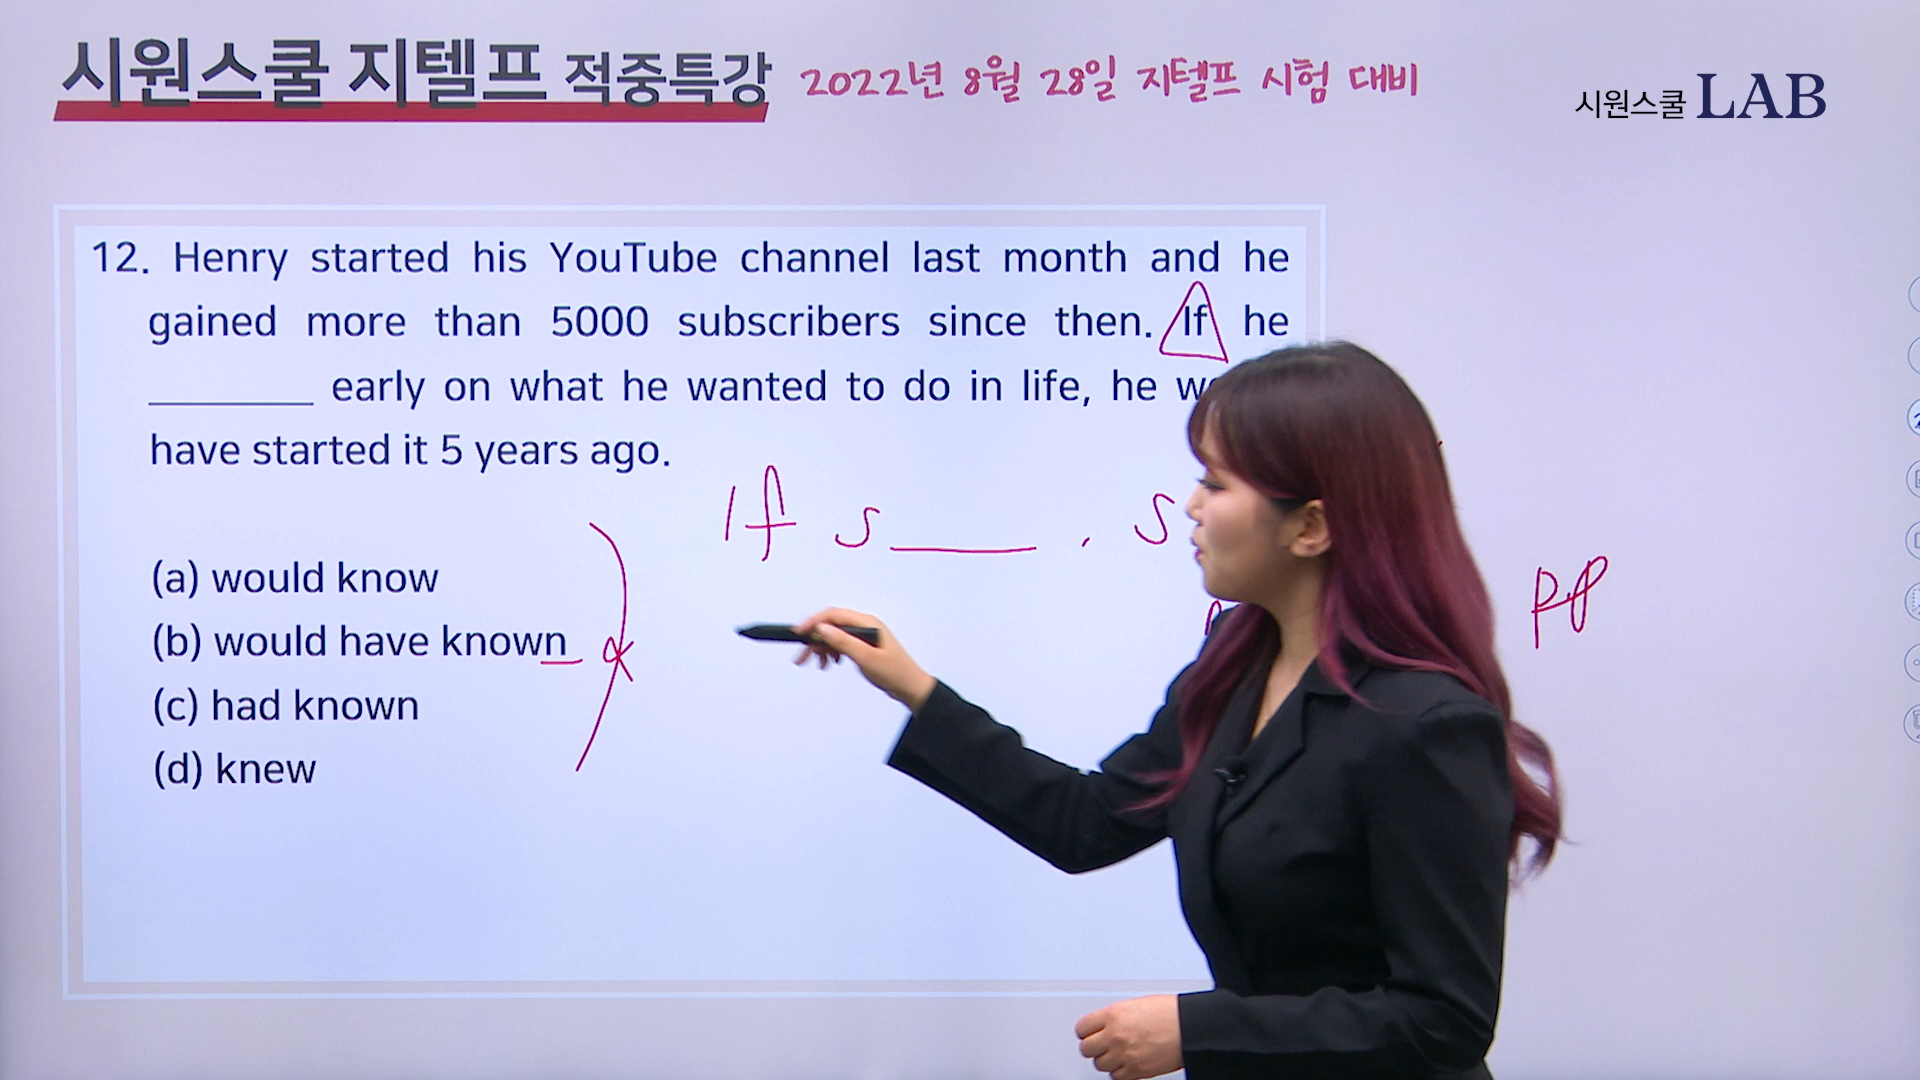 시원스쿨 지텔프 적중특강 2022년 8월 28일 지텔프 시험 대비
시원스쿨 LAB
12. Henry started his YouTube channel last month and he
gained more than 5000 subscribers since then. If he
________ early on what he wanted to do in life, he
have started it 5 years ago.
If s ____ , s
pp
(a) would know
(b) would have known
(c) had known
(d) knew